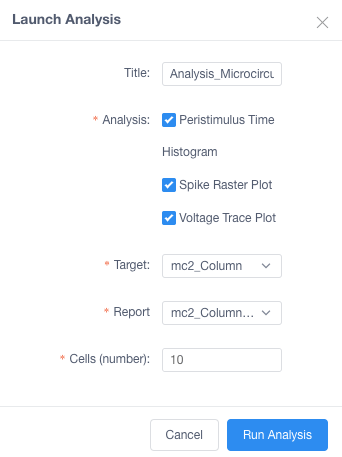 Launch Analysis
Title: Analysis_Microcircu
* Analysis: Peristimulus Time
Histogram
Spike Raster Plot
Voltage Trace Plot
* Target: mc2_Column
* Report mc2_Column...
* Cells (number): 10
Cancel Run Analysis